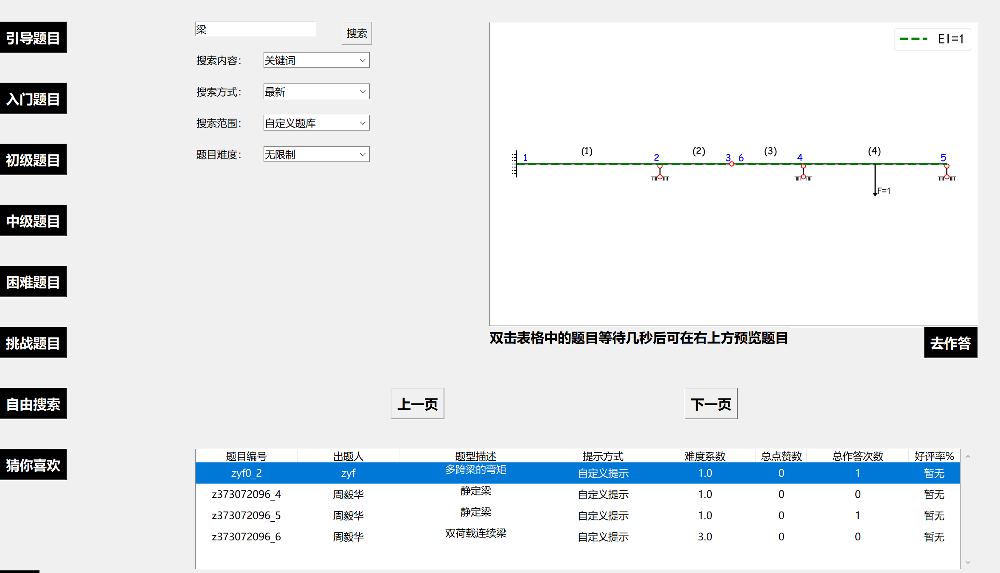 引导题目
入门题目
初级题目
中级题目
困难题目
挑战题目
自由搜索
猜你喜欢
梁
搜索
搜索内容：
关键词
搜索方式：
最新
搜索范围：
自定义题库
题目难度：
无限制
EI=1
(1) (2) (3) (4)
1 2 3 6 4 5
F=1
双击表格中的题目等待几秒后可在右上方预览题目
去作答
上一页 下一页
题目编号 出题人 题型描述 提示方式 难度系数 总点赞数 总作答次数 好评率%
zyf0_2 zyf 多跨梁的弯矩 自定义提示 1.0 0 1 暂无
z373072096_4 周毅华 静定梁 自定义提示 1.0 0 0 暂无
z373072096_5 周毅华 静定梁 自定义提示 1.0 0 1 暂无
z373072096_6 周毅华 双荷载连续梁 自定义提示 3.0 0 0 暂无